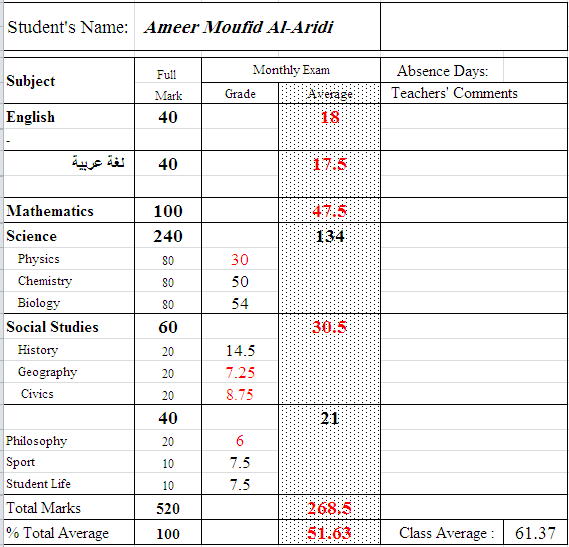 Student's Name: Ameer Moufid Al-Aridi
Subject Full Mark Monthly Exam Absence Days:
Grade Average Teachers' Comments
English 40 18
-
لغة عربية 40 17.5
Mathematics 100 47.5
Science 240 134
Physics 80 30
Chemistry 80 50
Biology 80 54
Social Studies 60 30.5
History 20 14.5
Geography 20 7.25
Civics 20 8.75
40 21
Philosophy 20 6
Sport 10 7.5
Student Life 10 7.5
Total Marks 520 268.5
% Total Average 100 51.63 Class Average : 61.37